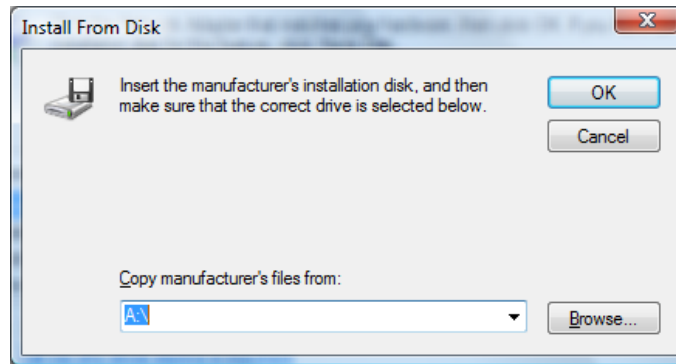 Install From Disk
Insert the manufacturer's installation disk, and then
make sure that the correct drive is selected below.
OK
Cancel
Copy manufacturer's files from:
A:\
Browse...